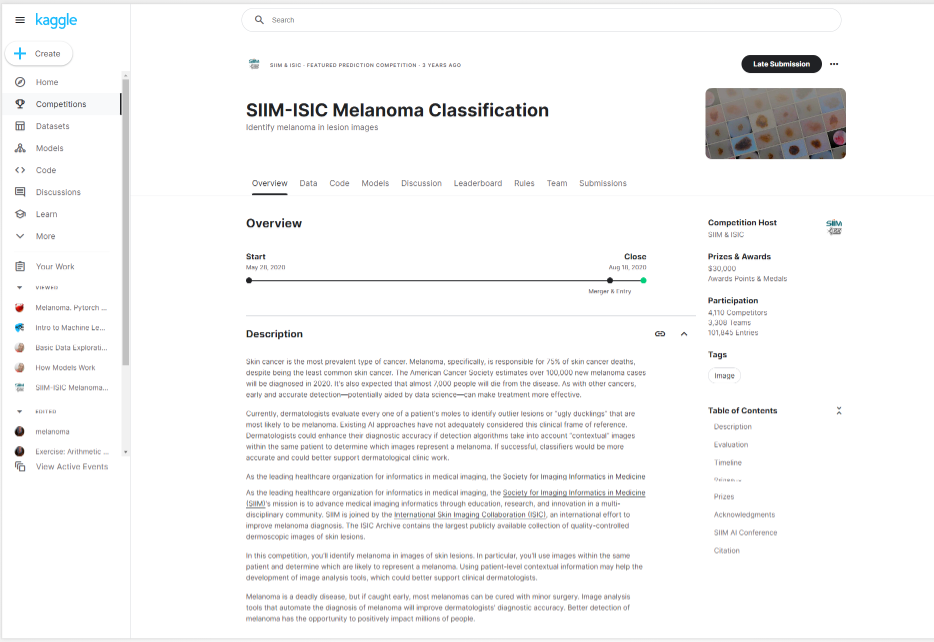 kaggle
Search
Create
Home
Competitions
Datasets
Models
Code
Discussions
Learn
More
Your Work
VIEWED
Melanoma. Pytorch ...
Intro to Machine Le...
Basic Data Explorati...
How Models Work
SIIM-ISIC Melanoma...
EDITED
melanoma
Exercise: Arithmetic ...
View Active Events
SIIM & ISIC · FEATURED PREDICTION COMPETITION · 3 YEARS AGO
Late Submission
SIIM-ISIC Melanoma Classification
Identify melanoma in lesion images
Overview Data Code Models Discussion Leaderboard Rules Team Submissions
Overview
Start
May 28, 2020
Close
Aug 18, 2020
Merger & Entry
Description
Skin cancer is the most prevalent type of cancer. Melanoma, specifically, is responsible for 75% of skin cancer deaths,
despite being the least common skin cancer. The American Cancer Society estimates over 100,000 new melanoma cases
will be diagnosed in 2020. It's also expected that almost 7,000 people will die from the disease. As with other cancers,
early and accurate detection—potentially aided by data science—can make treatment more effective.
Currently, dermatologists evaluate every one of a patient's moles to identify outlier lesions or "ugly ducklings" that are
most likely to be melanoma. Existing AI approaches have not adequately considered this clinical frame of reference.
Dermatologists could enhance their diagnostic accuracy if detection algorithms take into account "contextual" images
within the same patient to determine which images represent a melanoma. If successful, classifiers would be more
accurate and could better support dermatological clinic work.
As the leading healthcare organization for informatics in medical imaging, the Society for Imaging Informatics in Medicine
As the leading healthcare organization for informatics in medical imaging, the Society for Imaging Informatics in Medicine
(SIIM)'s mission is to advance medical imaging informatics through education, research, and innovation in a multi-
disciplinary community. SIIM is joined by the International Skin Imaging Collaboration (ISIC), an international effort to
improve melanoma diagnosis. The ISIC Archive contains the largest publicly available collection of quality-controlled
dermoscopic images of skin lesions.
In this competition, you'll identify melanoma in images of skin lesions. In particular, you'll use images within the same
patient and determine which are likely to represent a melanoma. Using patient-level contextual information may help the
development of image analysis tools, which could better support clinical dermatologists.
Melanoma is a deadly disease, but if caught early, most melanomas can be cured with minor surgery. Image analysis
tools that automate the diagnosis of melanoma will improve dermatologists' diagnostic accuracy. Better detection of
melanoma has the opportunity to positively impact millions of people.
Competition Host
SIIM & ISIC
SIIM
Prizes & Awards
$30,000
Awards Points & Medals
Participation
4,110 Competitors
3,308 Teams
101,845 Entries
Tags
Image
Table of Contents
Description
Evaluation
Timeline
Prizes
Acknowledgments
SIIM AI Conference
Citation